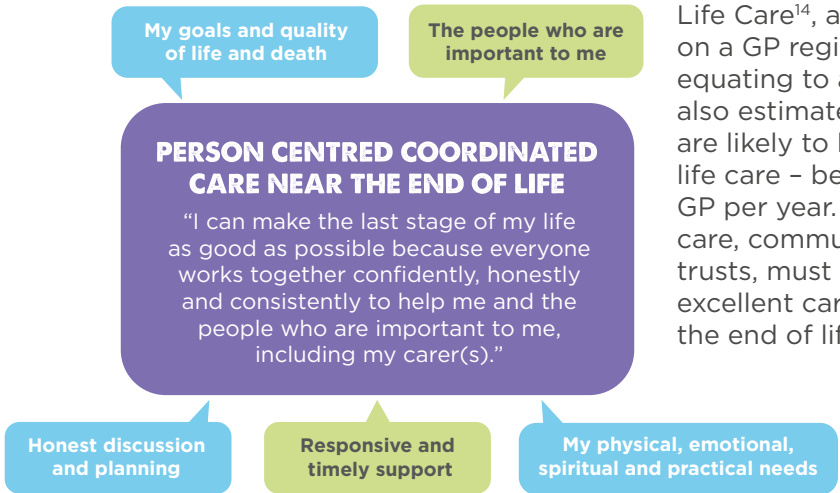 My goals and quality
of life and death
The people who are
important to me
PERSON CENTRED COORDINATED
CARE NEAR THE END OF LIFE
“I can make the last stage of my life
as good as possible because everyone
works together confidently, honestly
and consistently to help me and the
people who are important to me,
including my carer(s).”
Honest discussion
and planning
Responsive and
timely support
My physical, emotional,
spiritual and practical needs
Life Care¹⁴, a
on a GP regi
equating to a
also estimate
are likely to
life care – be
GP per year.
care, commu
trusts, must
excellent car
the end of lif